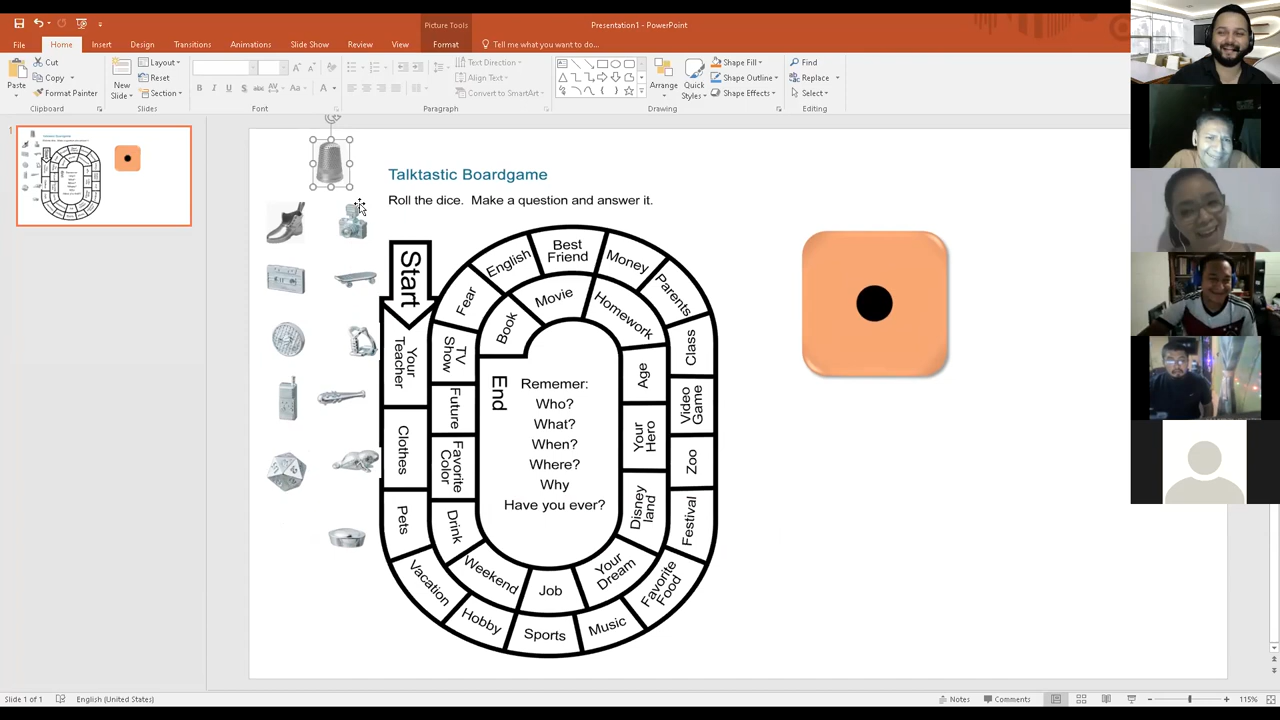 Picture Tools
Presentation1 - PowerPoint
File
Home
Insert
Design
Transitions
Animations
Slide Show
Review
View
Format
Tell me what you want to do...
Paste
Cut
Copy
Format Painter
Clipboard
New
Slide
Layout
Reset
Section
Slides
Font
Text Direction
Align Text
Convert to SmartArt
Paragraph
Arrange
Quick
Styles
Shape Fill
Shape Outline
Shape Effects
Drawing
Find
Replace
Select
Editing
1
Talktastic Boardgame
Talktastic Boardgame
Roll the dice. Make a question and answer it.
Start
Your
Teacher
Clothes
Pets
Vacation
Hobby
Sports
Music
Favorite
Food
Festival
Zoo
Video
Game
Class
Parents
Money
Best
Friend
English
Fear
TV
Show
Future
Favorite
Color
Drink
Weekend
Job
Your
Dream
Disney
land
Your
Hero
Age
Homework
Movie
Book
End
Rememer:
Who?
What?
When?
Where?
Why
Have you ever?
Slide 1 of 1
English (United States)
Notes
Comments
115%